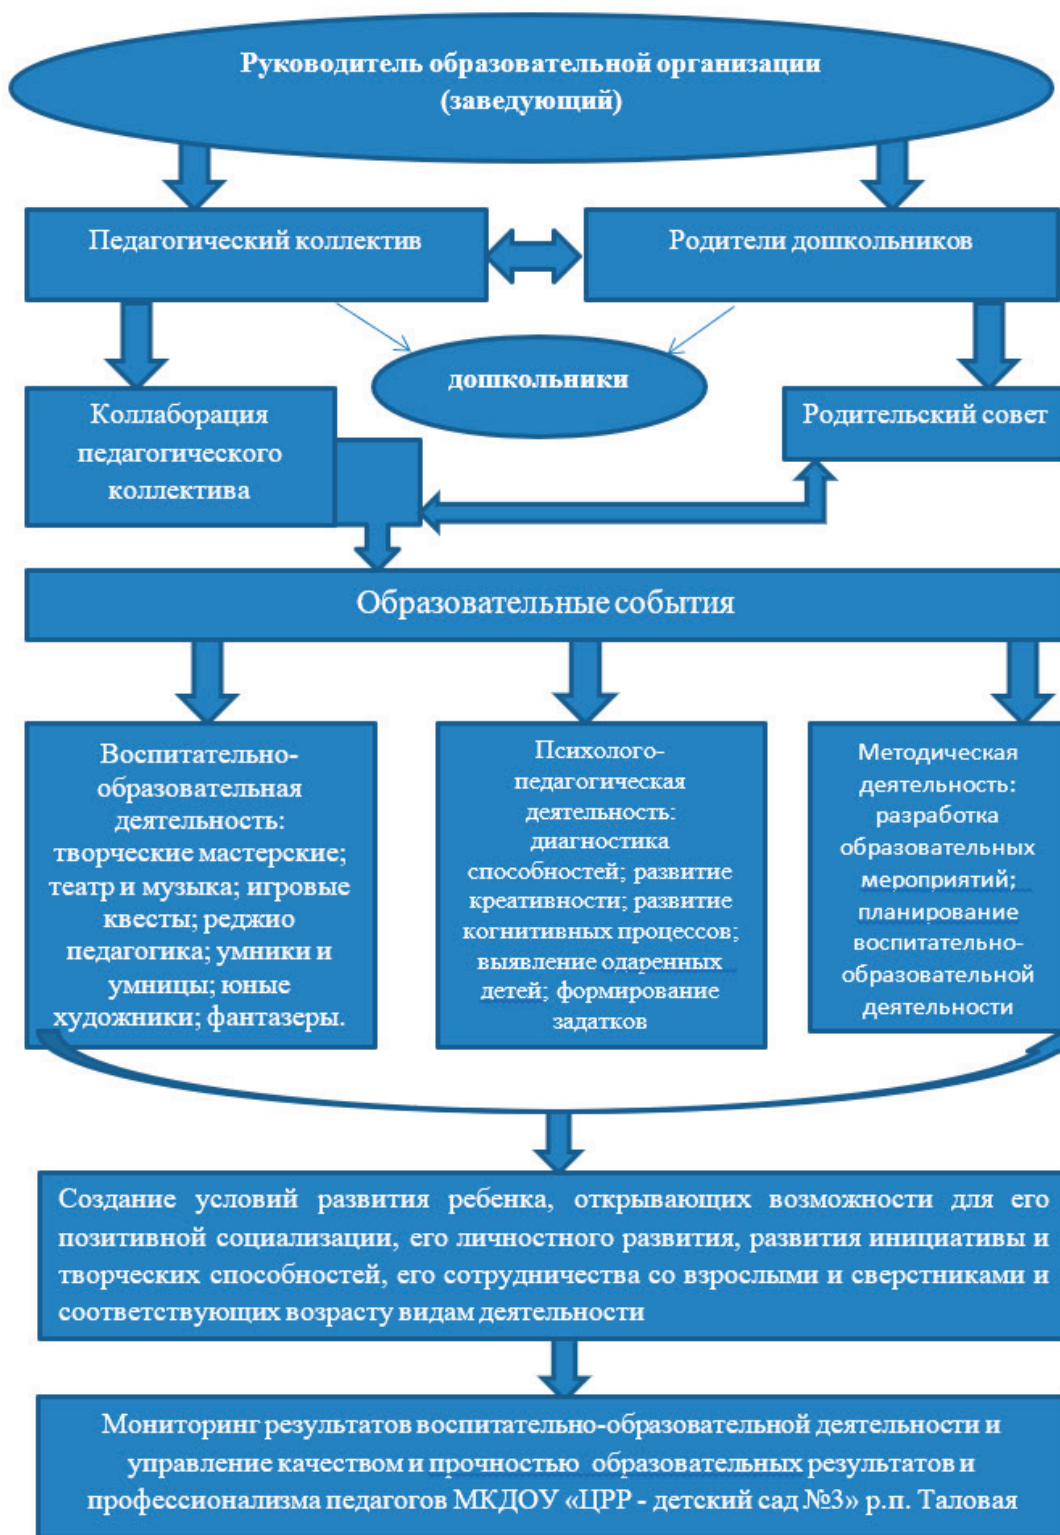 Руководитель образовательной организации
(заведующий)
Педагогический коллектив
Родители дошкольников
дошкольники
Коллаборация
педагогического
коллектива
Родительский совет
Образовательные события
Воспитательно-
образовательная
деятельность:
творческие мастерские;
театр и музыка; игровые
квесты; реджио
педагогика; умники и
умницы; юные
художники; фантазеры.
Психолого-
педагогическая
деятельность:
диагностика
способностей; развитие
креативности; развитие
когнитивных процессов;
выявление одаренных
детей; формирование
задатков
Методическая
деятельность:
разработка
образовательных
мероприятий;
планирование
воспитательно-
образовательной
деятельности
Создание условий развития ребенка, открывающих возможности для его
позитивной социализации, его личностного развития, развития инициативы и
творческих способностей, его сотрудничества со взрослыми и сверстниками и
соответствующих возрасту видам деятельности
Мониторинг результатов воспитательно-образовательной деятельности и
управление качеством и прочностью образовательных результатов и
профессионализма педагогов МКДОУ «ЦРР - детский сад №3» р.п. Таловая